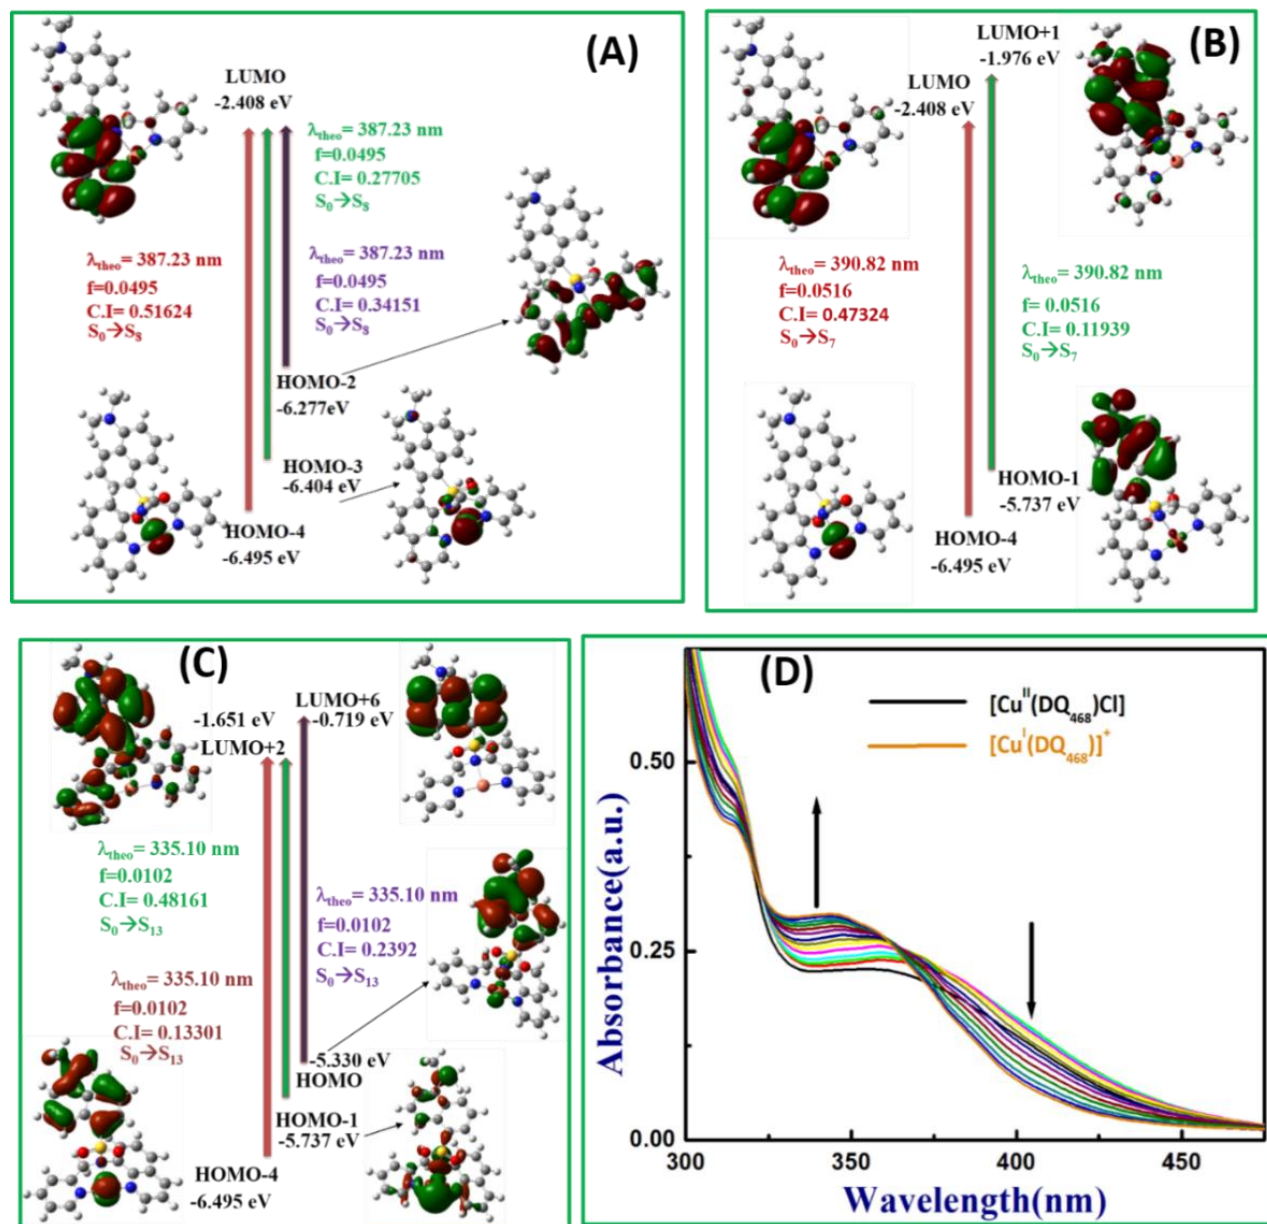 (A)
LUMO
-2.408 eV
λtheo= 387.23 nm
f=0.0495
C.I= 0.27705
S0→S8
λtheo= 387.23 nm
f=0.0495
C.I= 0.51624
S0→S8
λtheo= 387.23 nm
f=0.0495
C.I= 0.34151
S0→S8
HOMO-2
-6.277eV
HOMO-3
-6.404 eV
HOMO-4
-6.495 eV
(B)
LUMO+1
-1.976 eV
LUMO
-2.408 eV
λtheo= 390.82 nm
f=0.0516
C.I= 0.47324
S0→S7
λtheo= 390.82 nm
f= 0.0516
C.I= 0.11939
S0→S7
HOMO-1
-5.737 eV
HOMO-4
-6.495 eV
(C)
LUMO+6
-0.719 eV
-1.651 eV
LUMO+2
λtheo= 335.10 nm
f=0.0102
C.I= 0.48161
S0→S13
λtheo= 335.10 nm
f=0.0102
C.I= 0.2392
S0→S13
λtheo= 335.10 nm
f=0.0102
C.I= 0.13301
S0→S13
-5.330 eV
HOMO
HOMO-1
-5.737 eV
HOMO-4
-6.495 eV
(D)
[CuII(DQ468)Cl]
[CuI(DQ468)]+
Absorbance(a.u.)
0.50
0.25
0.00
300
350
400
450
Wavelength(nm)